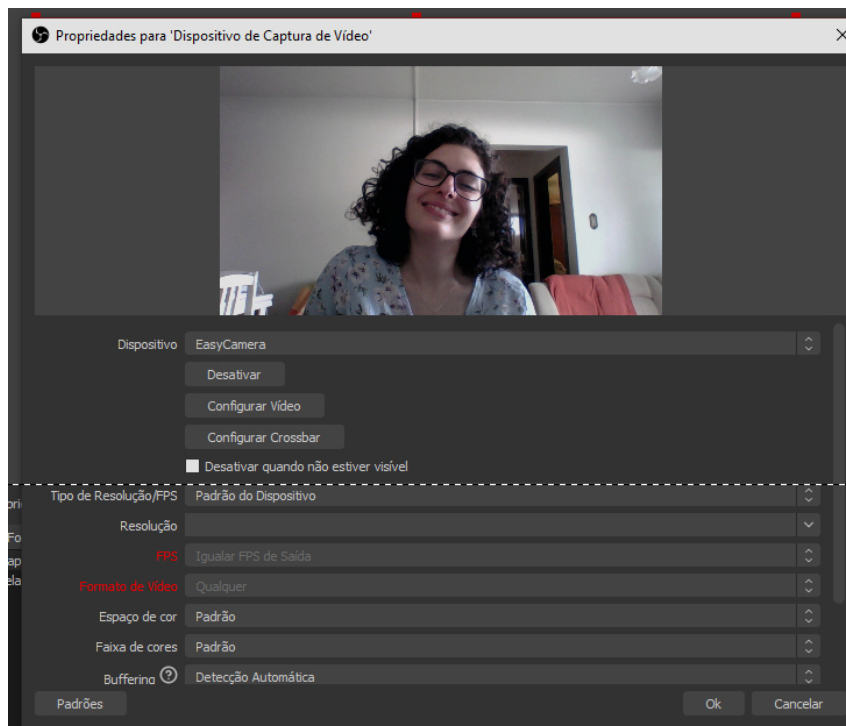 Propriedades para 'Dispositivo de Captura de Vídeo'
Dispositivo EasyCamera
Desativar
Configurar Vídeo
Configurar Crossbar
Desativar quando não estiver visível
Tipo de Resolução/FPS Padrão do Dispositivo
Resolução
FPS Igualar FPS de Saída
Formato de Vídeo Qualquer
Espaço de cor Padrão
Faixa de cores Padrão
Buffering ? Detecção Automática
Padrões Ok Cancelar